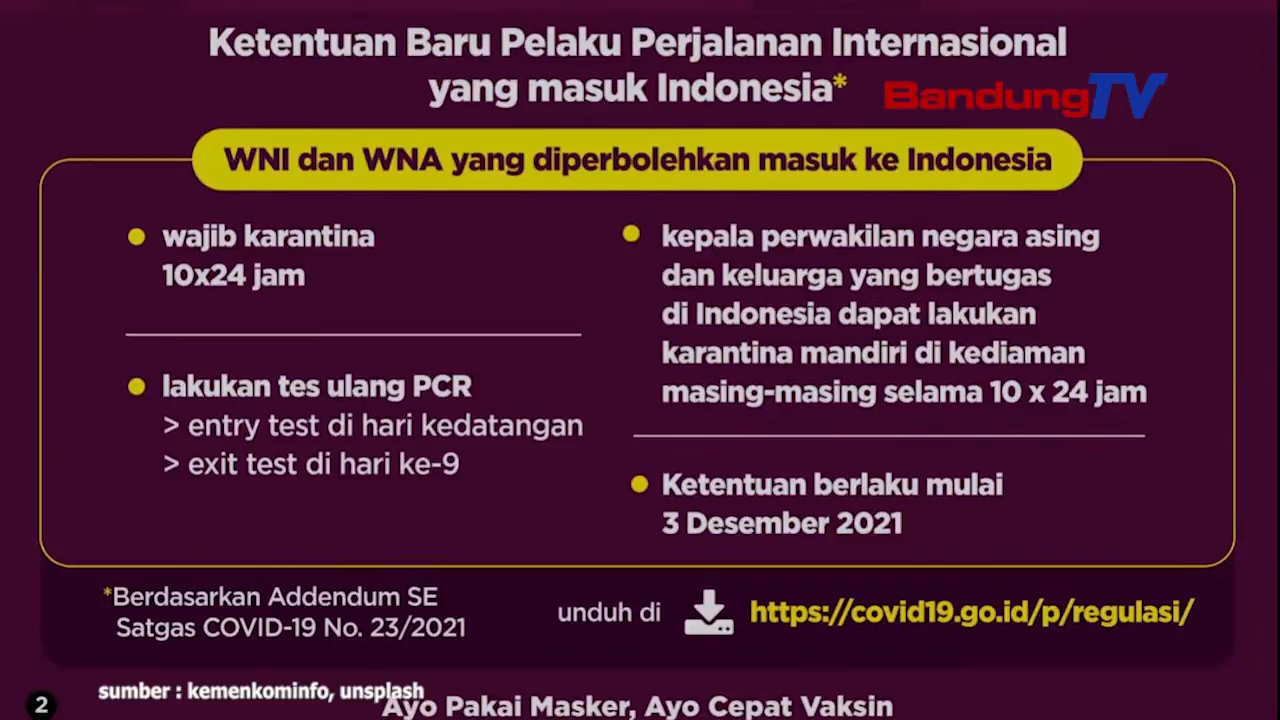 Ketentuan Baru Pelaku Perjalanan Internasional
yang masuk Indonesia*
BandungTV
WNI dan WNA yang diperbolehkan masuk ke Indonesia
wajib karantina
10x24 jam
lakukan tes ulang PCR
> entry test di hari kedatangan
> exit test di hari ke-9
kepala perwakilan negara asing
dan keluarga yang bertugas
di Indonesia dapat lakukan
karantina mandiri di kediaman
masing-masing selama 10 x 24 jam
Ketentuan berlaku mulai
3 Desember 2021
*Berdasarkan Addendum SE
Satgas COVID-19 No. 23/2021
unduh di
https://covid19.go.id/p/regulasi/
sumber : kemenkominfo, unsplash
2
Ayo Pakai Masker, Ayo Cepat Vaksin